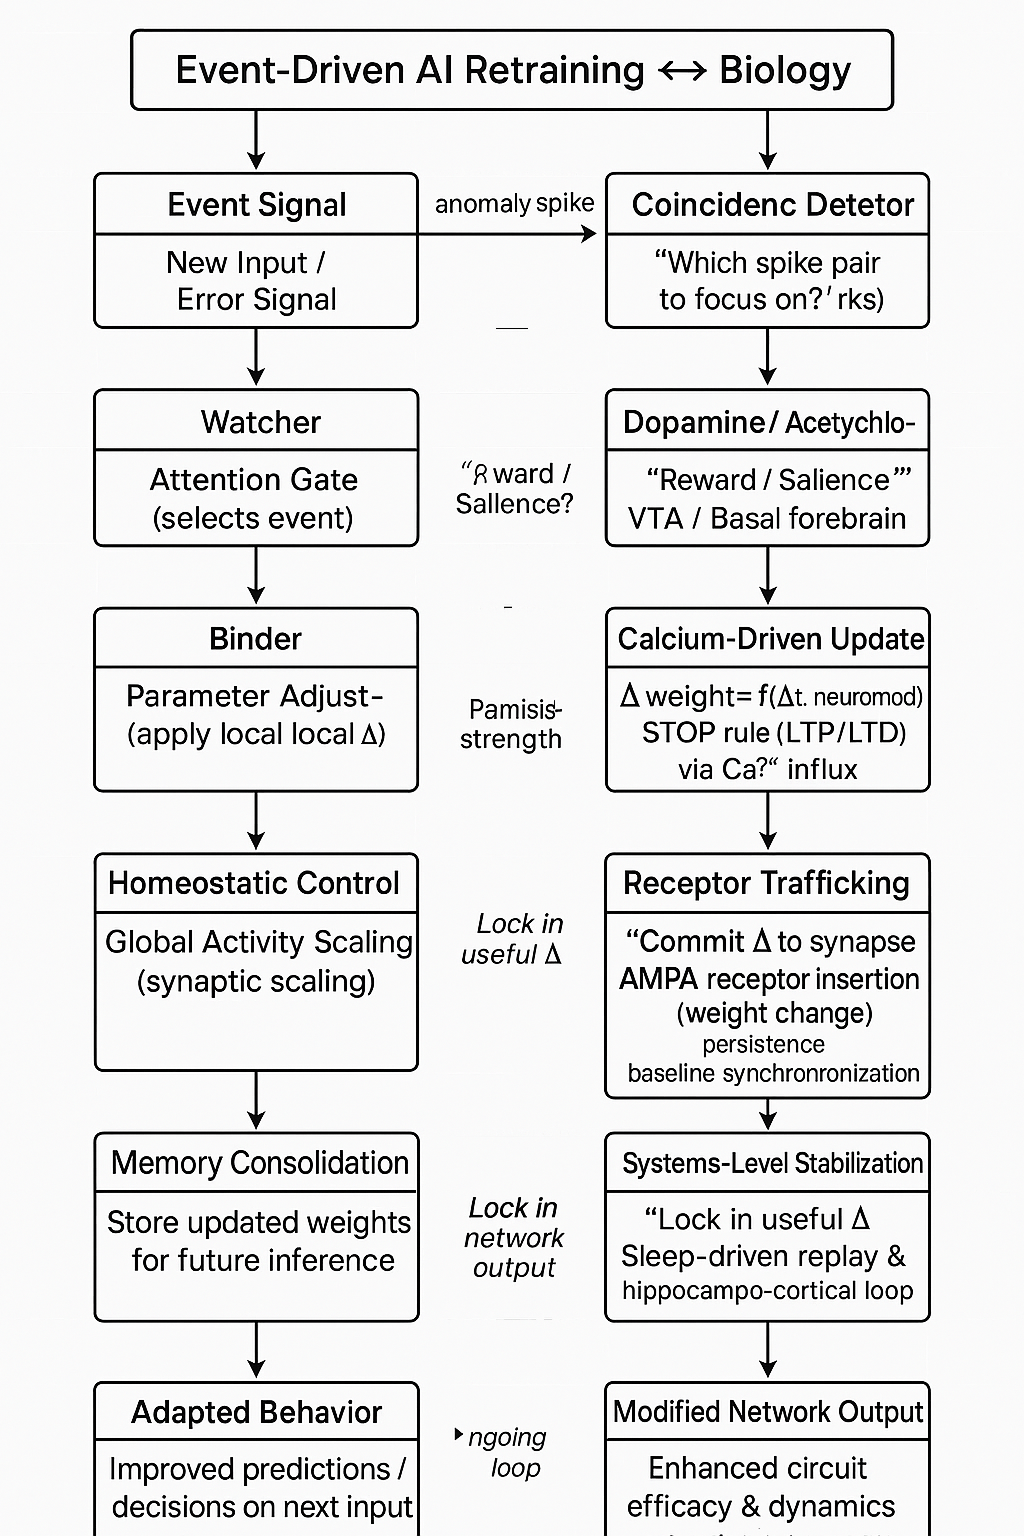 Event-Driven AI Retraining ↔ Biology
Event Signal
New Input /
Error Signal
anomaly spike
Coincidenc Detetor
“Which spike pair
to focus on?’ rks)
Watcher
Attention Gate
(selects event)
“Rward /
Sallence?
Dopamine / Acetychlo-
“Reward / Salience”’
VTA / Basal forebrain
Binder
Parameter Adjust-
(apply local local Δ)
Pamisis-
strength
Calcium-Driven Update
Δ weight= f(Δt. neuromod)
STOP rule (LTP/LTD)
via Ca?“ influx
Homeostatic Control
Global Activity Scaling
(synaptic scaling)
Lock in
useful Δ
Receptor Trafficking
“Commit Δ to synapse
AMPA receptor insertion
(weight change)
persistence
baseline synchronronization
Memory Consolidation
Store updated weights
for future inference
Lock in
network
output
Systems-Level Stabilization
“Lock in useful Δ
Sleep-driven replay &
hippocampo-cortical loop
Adapted Behavior
Improved predictions /
decisions on next input
ngoing
loop
Modified Network Output
Enhanced circuit
efficacy & dynamics